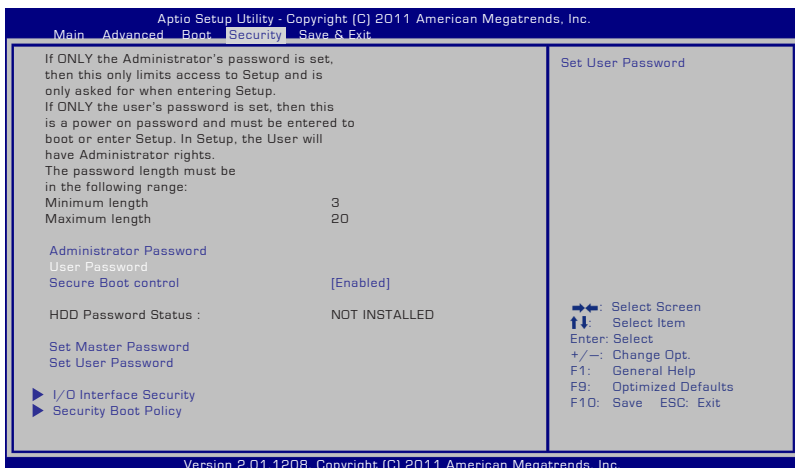 Aptio Setup Utility - Copyright (C) 2011 American Megatrends, Inc.
Main Advanced Boot Security Save & Exit
If ONLY the Administrator's password is set,
then this only limits access to Setup and is
only asked for when entering Setup.
If ONLY the user's password is set, then this
is a power on password and must be entered to
boot or enter Setup. In Setup, the User will
have Administrator rights.
The password length must be
in the following range:
Minimum length 3
Maximum length 20
Administrator Password
User Password
Secure Boot control [Enabled]
HDD Password Status : NOT INSTALLED
Set Master Password
Set User Password
I/O Interface Security
Security Boot Policy
Set User Password
→←: Select Screen
↑↓: Select Item
Enter: Select
+/—: Change Opt.
F1: General Help
F9: Optimized Defaults
F10: Save ESC: Exit
Version 2.01.1208. Copyright (C) 2011 American Megatrends, Inc.